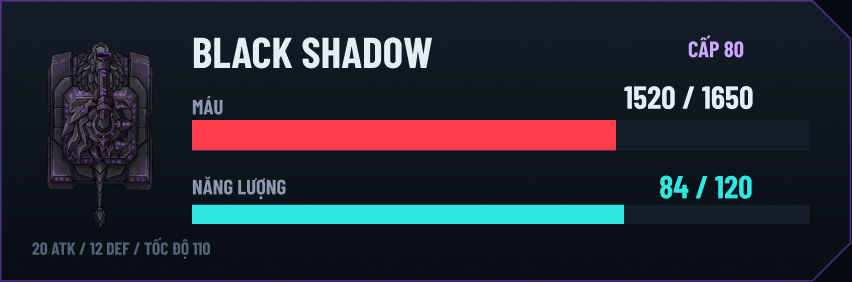 BLACK SHADOW
CẤP 80
MÁU
1520 / 1650
NĂNG LƯỢNG
84 / 120
20 ATK / 12 DEF / TỐC ĐỘ 110